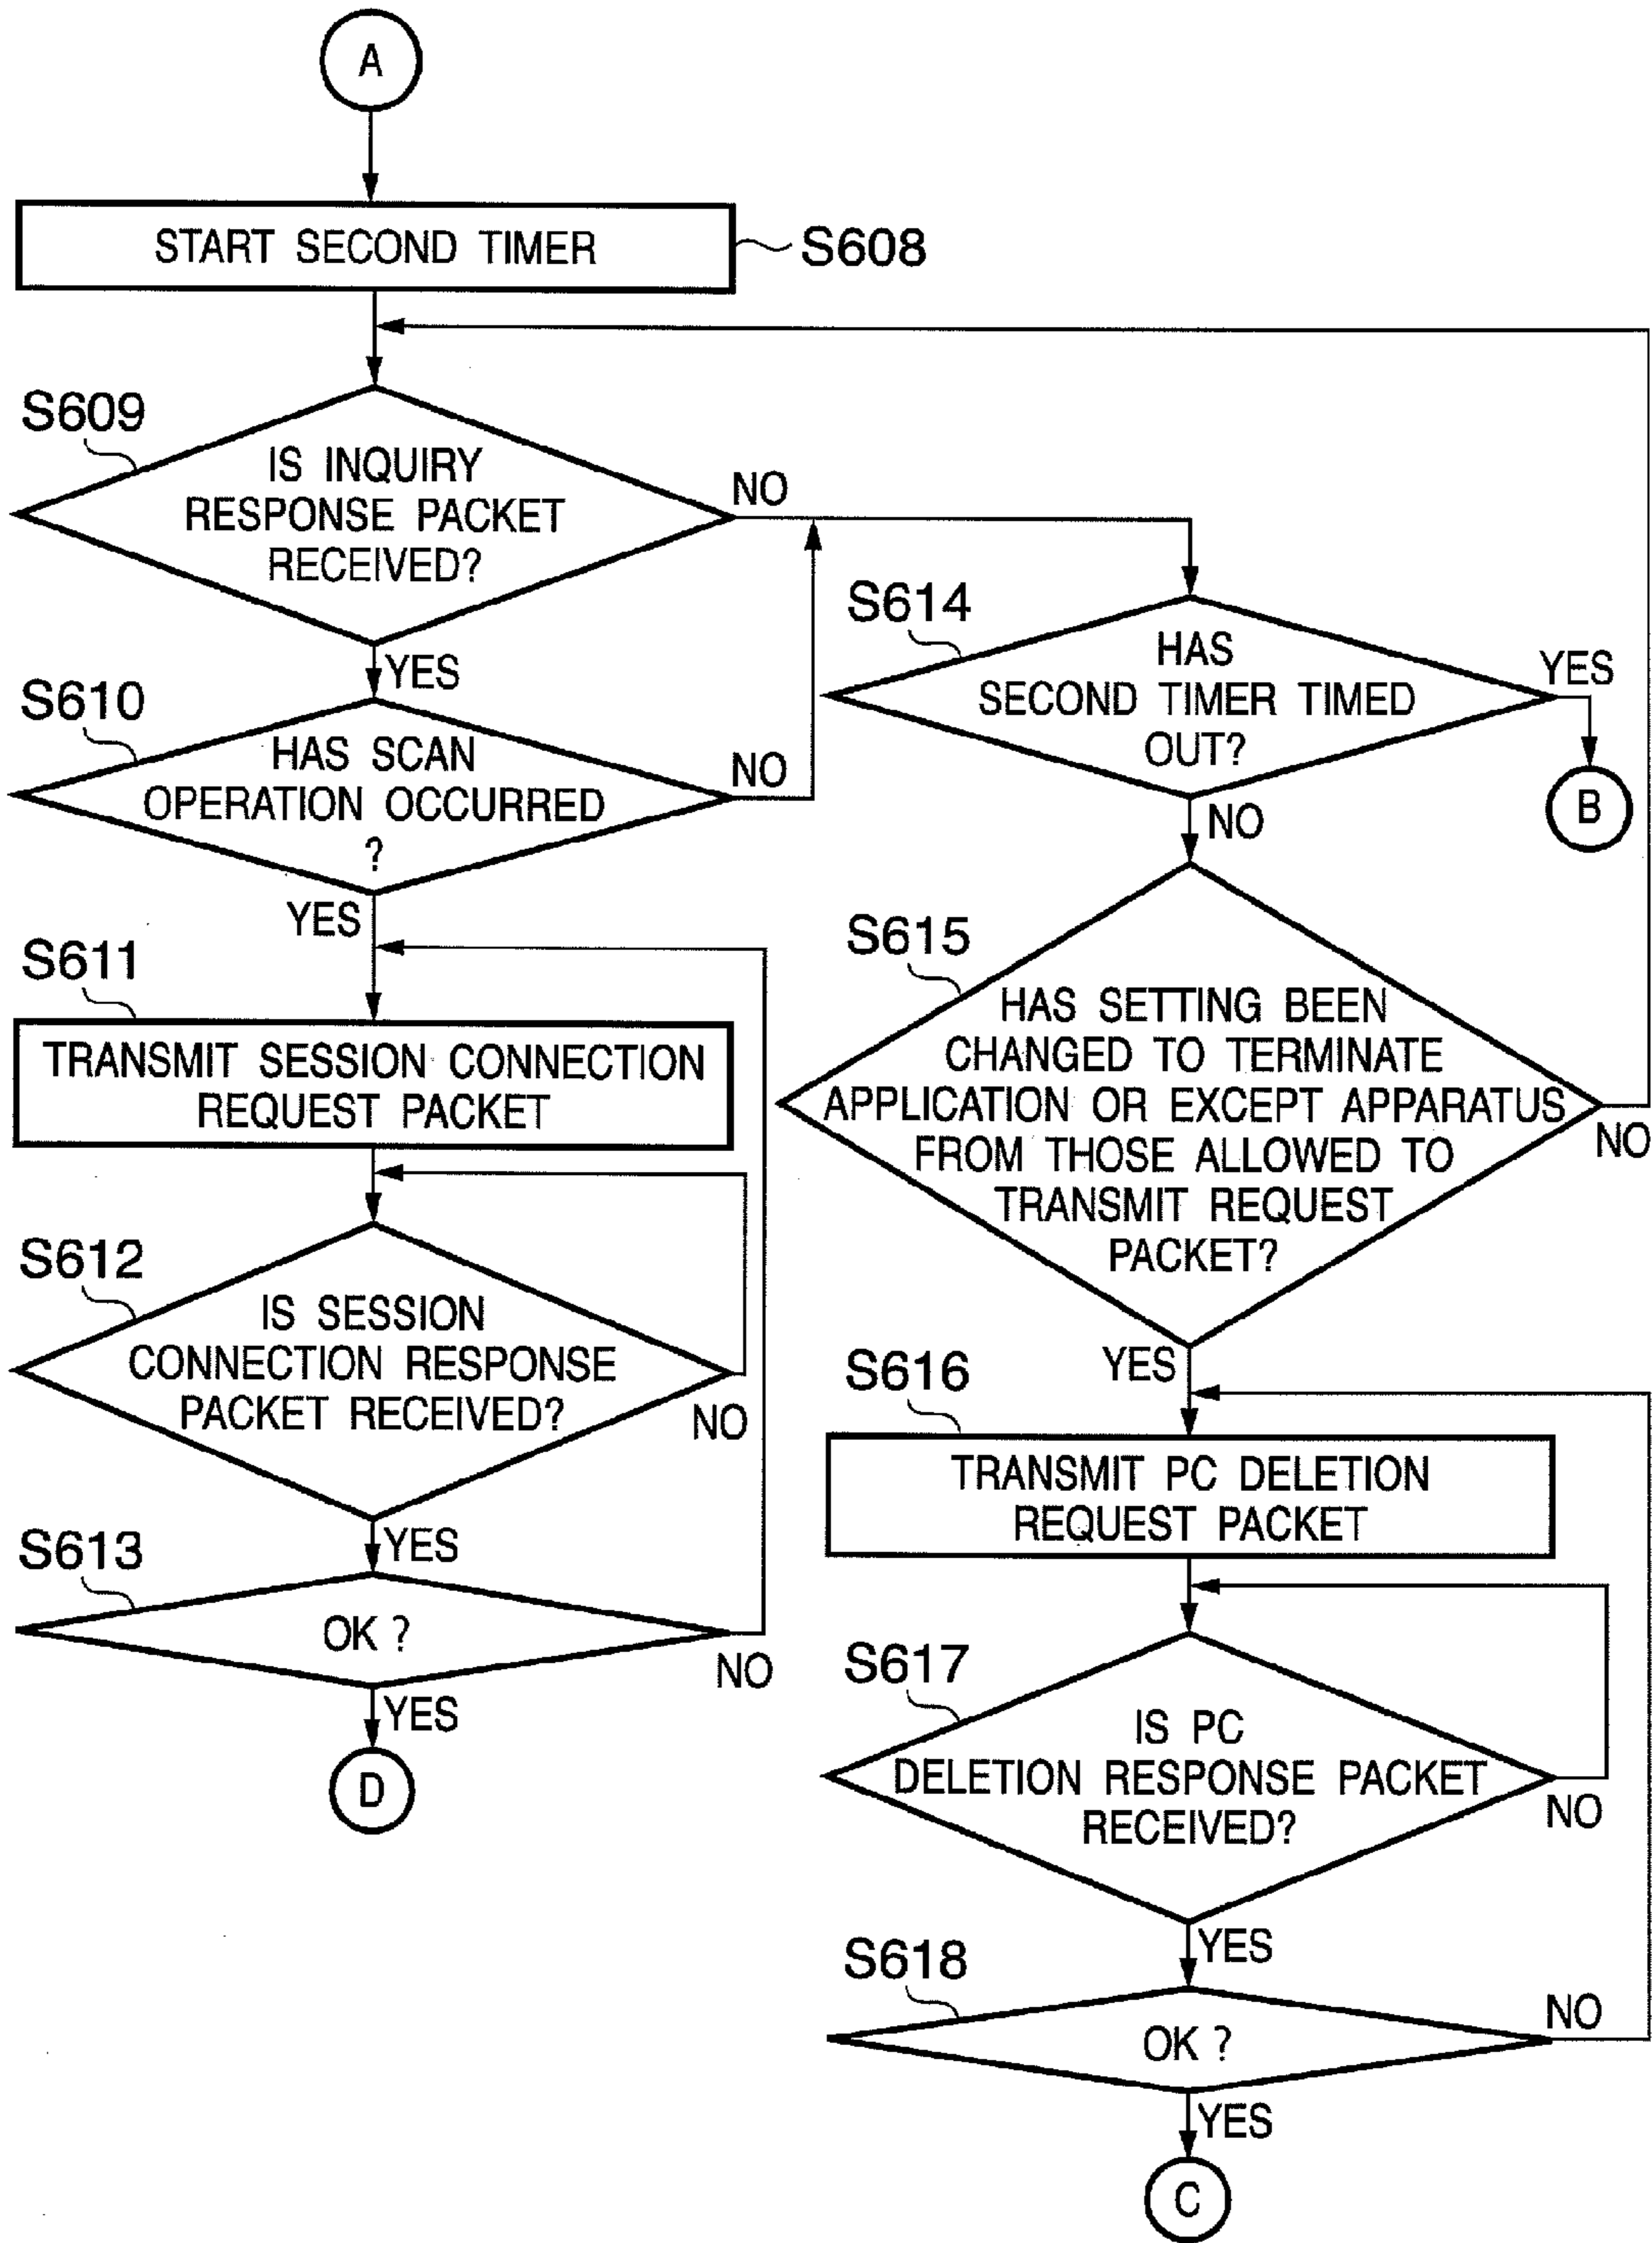 A
START SECOND TIMER
S608
S609
IS INQUIRY
RESPONSE PACKET
RECEIVED?
NO
YES
S610
HAS SCAN
OPERATION OCCURRED
?
NO
YES
S611
TRANSMIT SESSION CONNECTION
REQUEST PACKET
S612
IS SESSION
CONNECTION RESPONSE
PACKET RECEIVED?
NO
YES
S613
OK ?
NO
YES
D
S614
HAS
SECOND TIMER TIMED
OUT?
YES
B
NO
S615
HAS SETTING BEEN
CHANGED TO TERMINATE
APPLICATION OR EXCEPT APPARATUS
FROM THOSE ALLOWED TO
TRANSMIT REQUEST
PACKET?
NO
YES
S616
TRANSMIT PC DELETION
REQUEST PACKET
S617
IS PC
DELETION RESPONSE PACKET
RECEIVED?
NO
YES
S618
OK ?
NO
YES
C